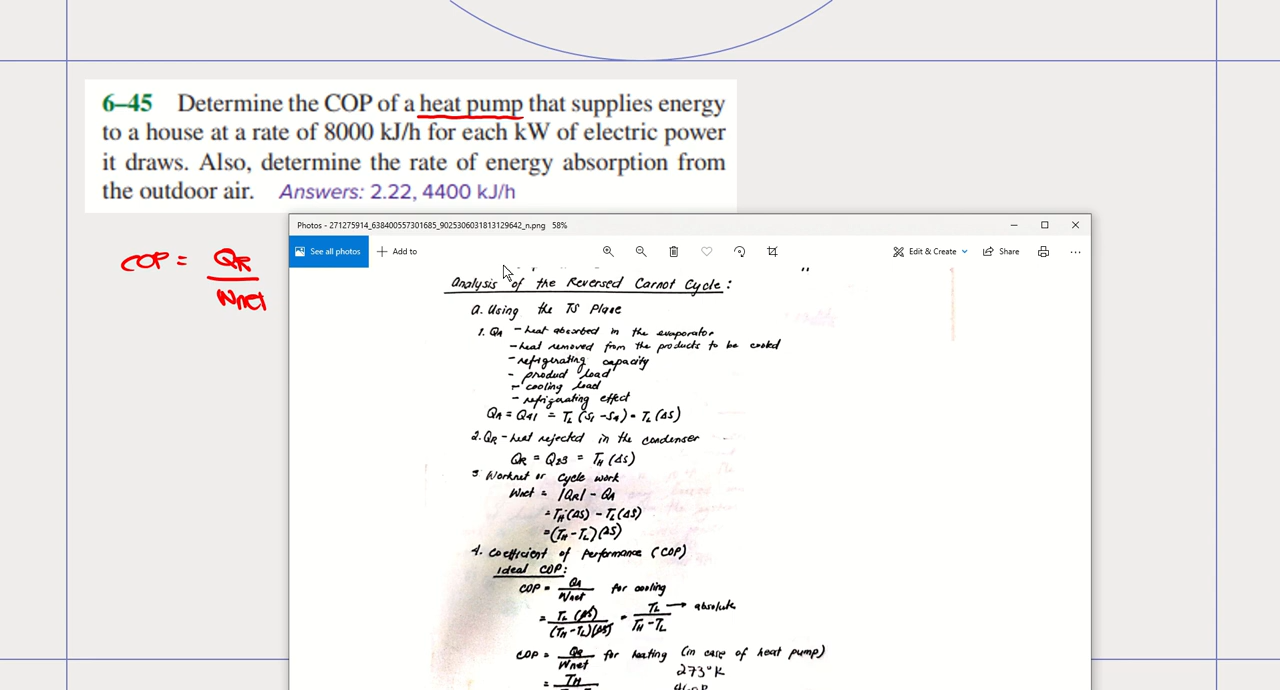 6–45 Determine the COP of a heat pump that supplies energy
to a house at a rate of 8000 kJ/h for each kW of electric power
it draws. Also, determine the rate of energy absorption from
the outdoor air. Answers: 2.22, 4400 kJ/h
COP = QR
Wnet
Photos - 271275914_638400557301685_9025306031813129642_n.png 58%
See all photos
Add to
Edit & Create
Share
Analysis of the Reversed Carnot Cycle:
a. Using the TS Plane
1. QA - heat absorbed in the evaporator
- heat removed from the products to be cooled
- refrigerating capacity
- product load
- cooling load
- refrigerating effect
QA = Q41 = TL (S1 - S4) = TL (ΔS)
2. QR - heat rejected in the condenser
QR = Q23 = TH (ΔS)
3 Worknet or Cycle work
Wnet = |QR| - QA
= TH (ΔS) - TL (ΔS)
= (TH - TL) (ΔS)
4. Coefficient of Performance (COP)
Ideal COP:
COP = QA
Wnet for cooling
= TL (ΔS)
(TH - TL)(ΔS) = TL
TH - TL → absolute
COP = QR
Wnet for heating (in case of heat pump)
273°K
= TH